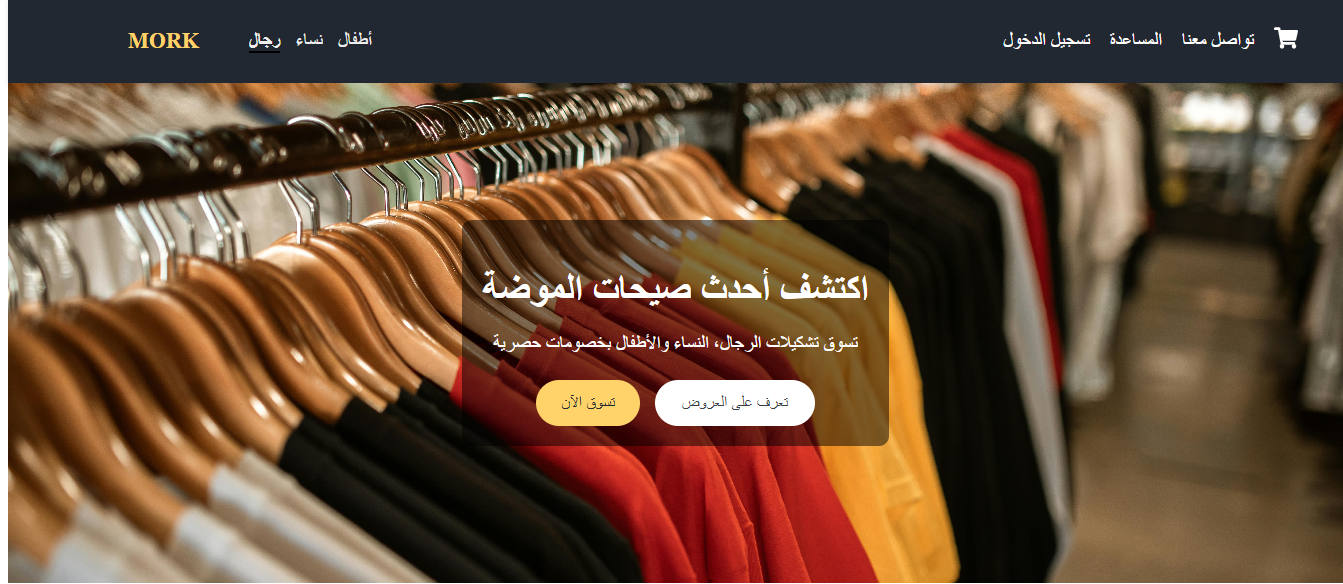 MORK
رجال
نساء
أطفال
تسجيل الدخول
المساعدة
تواصل معنا
اكتشف أحدث صيحات الموضة
تسوق تشكيلات الرجال، النساء والأطفال بخصومات حصرية
تسوق الآن
تعرف على العروض